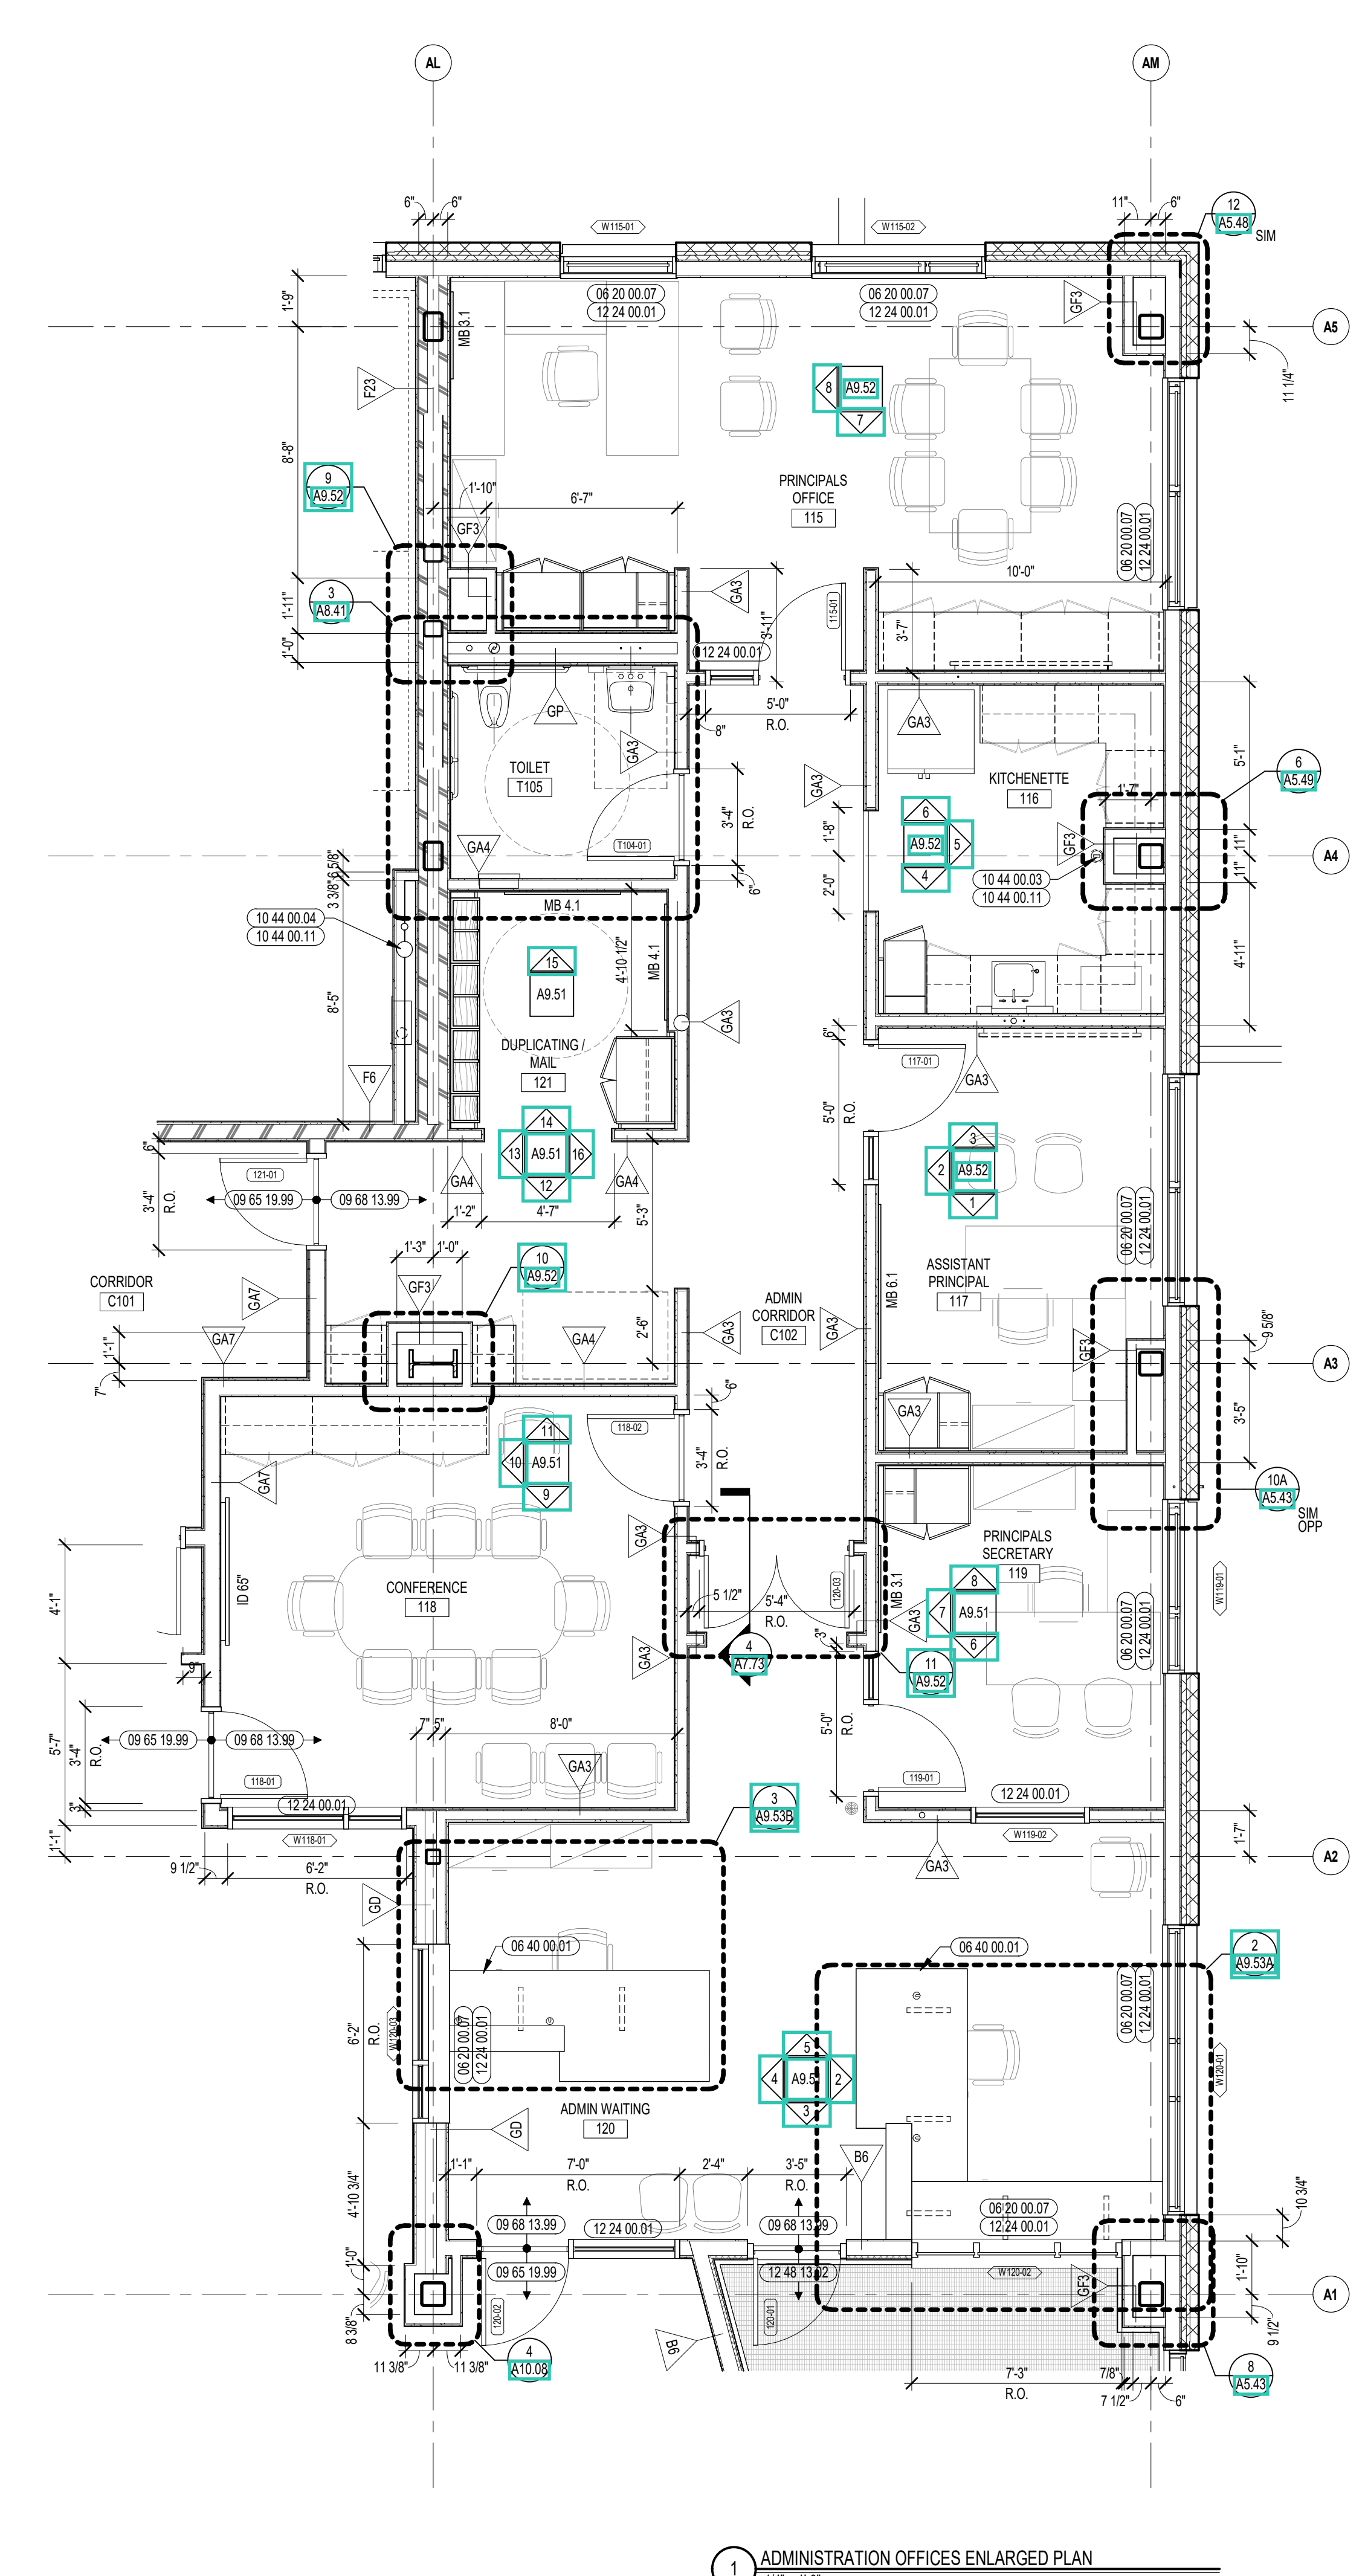 AL
AM
6"
6"
W115-01
W115-02
11"
6"
12
A5.48
SIM
06 20 00.07
12 24 00.01
06 20 00.07
12 24 00.01
GF3
1'-9"
MB 3.1
A5
11 1/4"
F23
8
A9.52
7
8'-8"
9
A9.52
1'-10"
6'-7"
PRINCIPALS
OFFICE
115
GF3
06 20 00.07
12 24 00.01
10'-0"
3
A8.41
GA3
115-01
1'-11"
3'-11"
3'-7"
1'-0"
12 24 00.01
GP
5'-0"
R.O.
8"
GA3
GA3
5'-1"
TOILET
T105
KITCHENETTE
116
6
A5.49
GA3
1'-7"
3'-4"
R.O.
1'-8"
6
A9.52
5
4
GF3
11"
T104-01
GA4
A4
6 5/8"
11"
3 3/8"
6"
2'-0"
10 44 00.03
10 44 00.11
MB 4.1
10 44 00.04
10 44 00.11
4'-10 1/2"
MB 4.1
4'-11"
15
A9.51
8'-5"
GA3
6"
DUPLICATING /
MAIL
121
117-01
F6
GA3
5'-0"
R.O.
14
13
A9.51
16
12
3
2
A9.52
1
6"
121-01
GA4
GA4
3'-4"
R.O.
09 65 19.99
09 68 13.99
06 20 00.07
12 24 00.01
1'-2"
4'-7"
5'-3"
1'-3"
1'-0"
10
A9.52
ASSISTANT
PRINCIPAL
117
CORRIDOR
C101
GF3
GA7
ADMIN
CORRIDOR
C102
MB 6.1
GA7
GA4
2'-6"
GA3
GA3
9 5/8"
1'-1"
GF3
A3
7"
6"
3'-5"
GA3
118-02
11
10
A9.51
9
3'-4"
R.O.
GA7
10A
A5.43
SIM
OPP
GA3
PRINCIPALS
SECRETARY
119
4'-1"
ID 65"
CONFERENCE
118
5 1/2"
5'-4"
R.O.
120-03
MB 3.1
8
7
A9.51
6
W119-01
GA3
3"
4
A7.73
GA3
06 20 00.07
12 24 00.01
9"
11
A9.52
5'-7"
3'-4"
R.O.
09 65 19.99
09 68 13.99
7"
5"
8'-0"
5'-0"
R.O.
GA3
118-01
119-01
3"
12 24 00.01
3
A9.53B
12 24 00.01
1'-1"
W118-01
W119-02
1'-7"
A2
9 1/2"
6'-2"
R.O.
GA3
GD
06 40 00.01
06 40 00.01
2
A9.53A
6'-2"
R.O.
W120-03
06 20 00.07
12 24 00.01
06 20 00.07
12 24 00.01
5
4
2
3
W120-01
ADMIN WAITING
120
GD
B6
1'-1"
7'-0"
R.O.
2'-4"
3'-5"
R.O.
4'-10 3/4"
06 20 00.07
12 24 00.01
10 3/4"
09 68 13.99
12 24 00.01
09 68 13.99
1'-0"
09 65 19.99
12 48 13.02
W120-02
GF3
1'-10"
A1
8 3/8"
120-02
120-01
B6
9 1/2"
11 3/8"
11 3/8"
4
A10.08
7'-3"
R.O.
7/8"
7 1/2"
6"
8
A5.43
1
ADMINISTRATION OFFICES ENLARGED PLAN